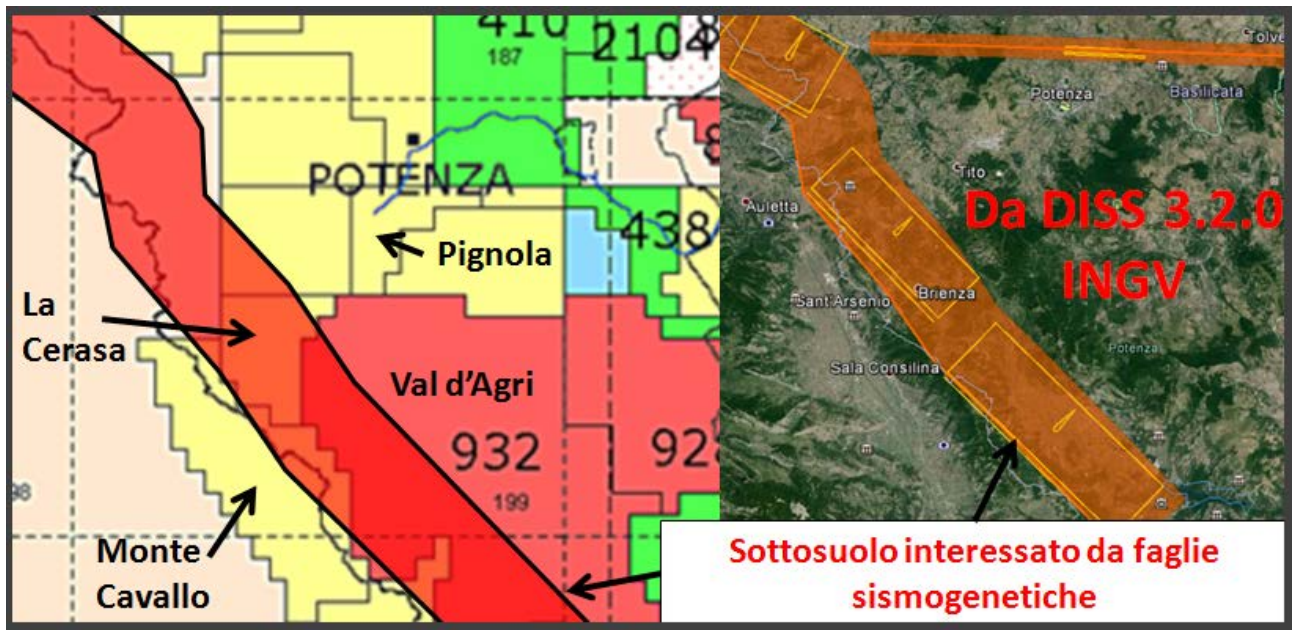 410
187
2104
POTENZA
438
Pignola
La
Cerasa
Val d'Agri
932
199
98
Monte
Cavallo
Tolve
Potenza
Basilicata
Tito
Auletta
Da DISS 3.2.0
INGV
Brienza
Sant'Arsenio
Potenza
Sala Consilina
Sottosuolo interessato da faglie
sismogenetiche